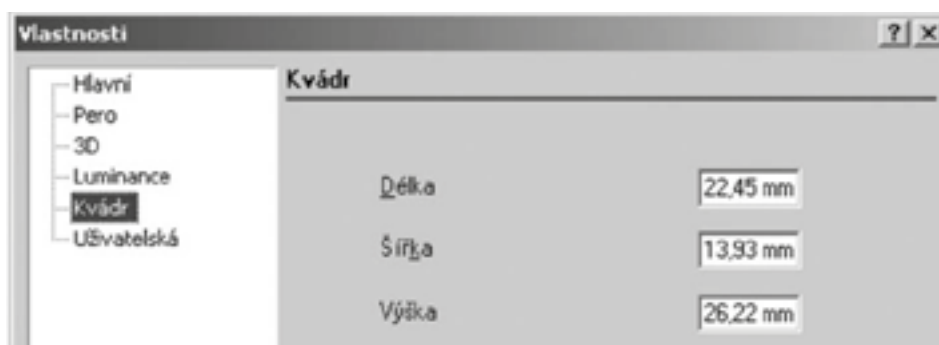 Vlastnosti
Hlavní
Pero
3D
Luminance
Kvádr
Uživatelská
Kvádr
Délka 22,45 mm
Šířka 13,93 mm
Výška 26,22 mm